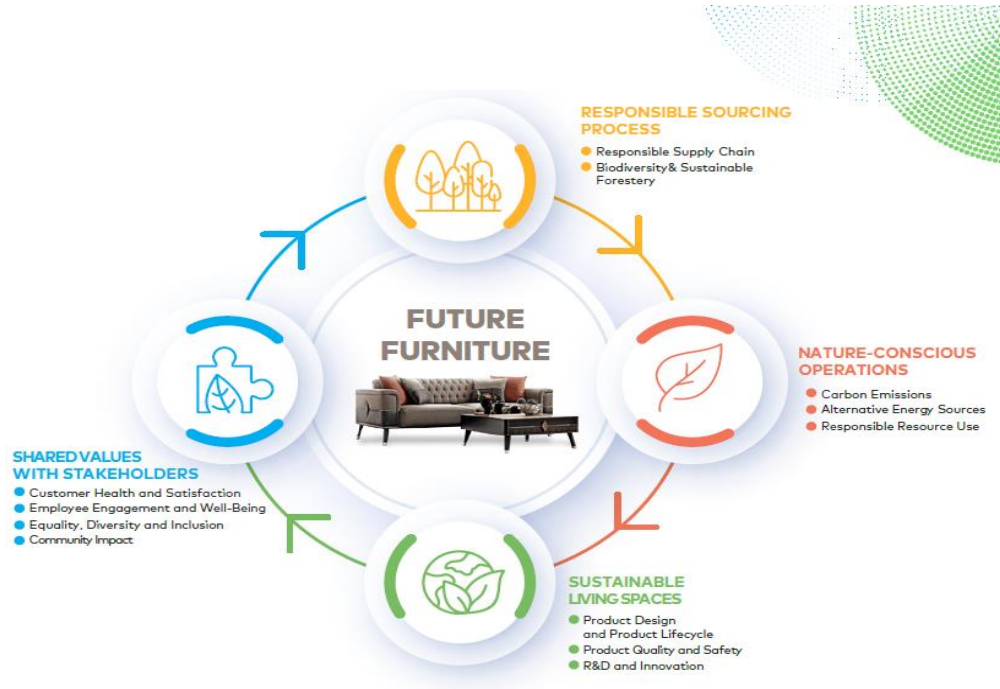 RESPONSIBLE SOURCING
PROCESS
Responsible Supply Chain
Biodiversity& Sustainable
Forestery
FUTURE
FURNITURE
NATURE-CONSCIOUS
OPERATIONS
Carbon Emissions
Alternative Energy Sources
Responsible Resource Use
SHARED VALUES
WITH STAKEHOLDERS
Customer Health and Satisfaction
Employee Engagement and Well-Being
Equality, Diversity and Inclusion
Community Impact
SUSTAINABLE
LIVING SPACES
Product Design
and Product Lifecycle
Product Quality and Safety
R&D and Innovation